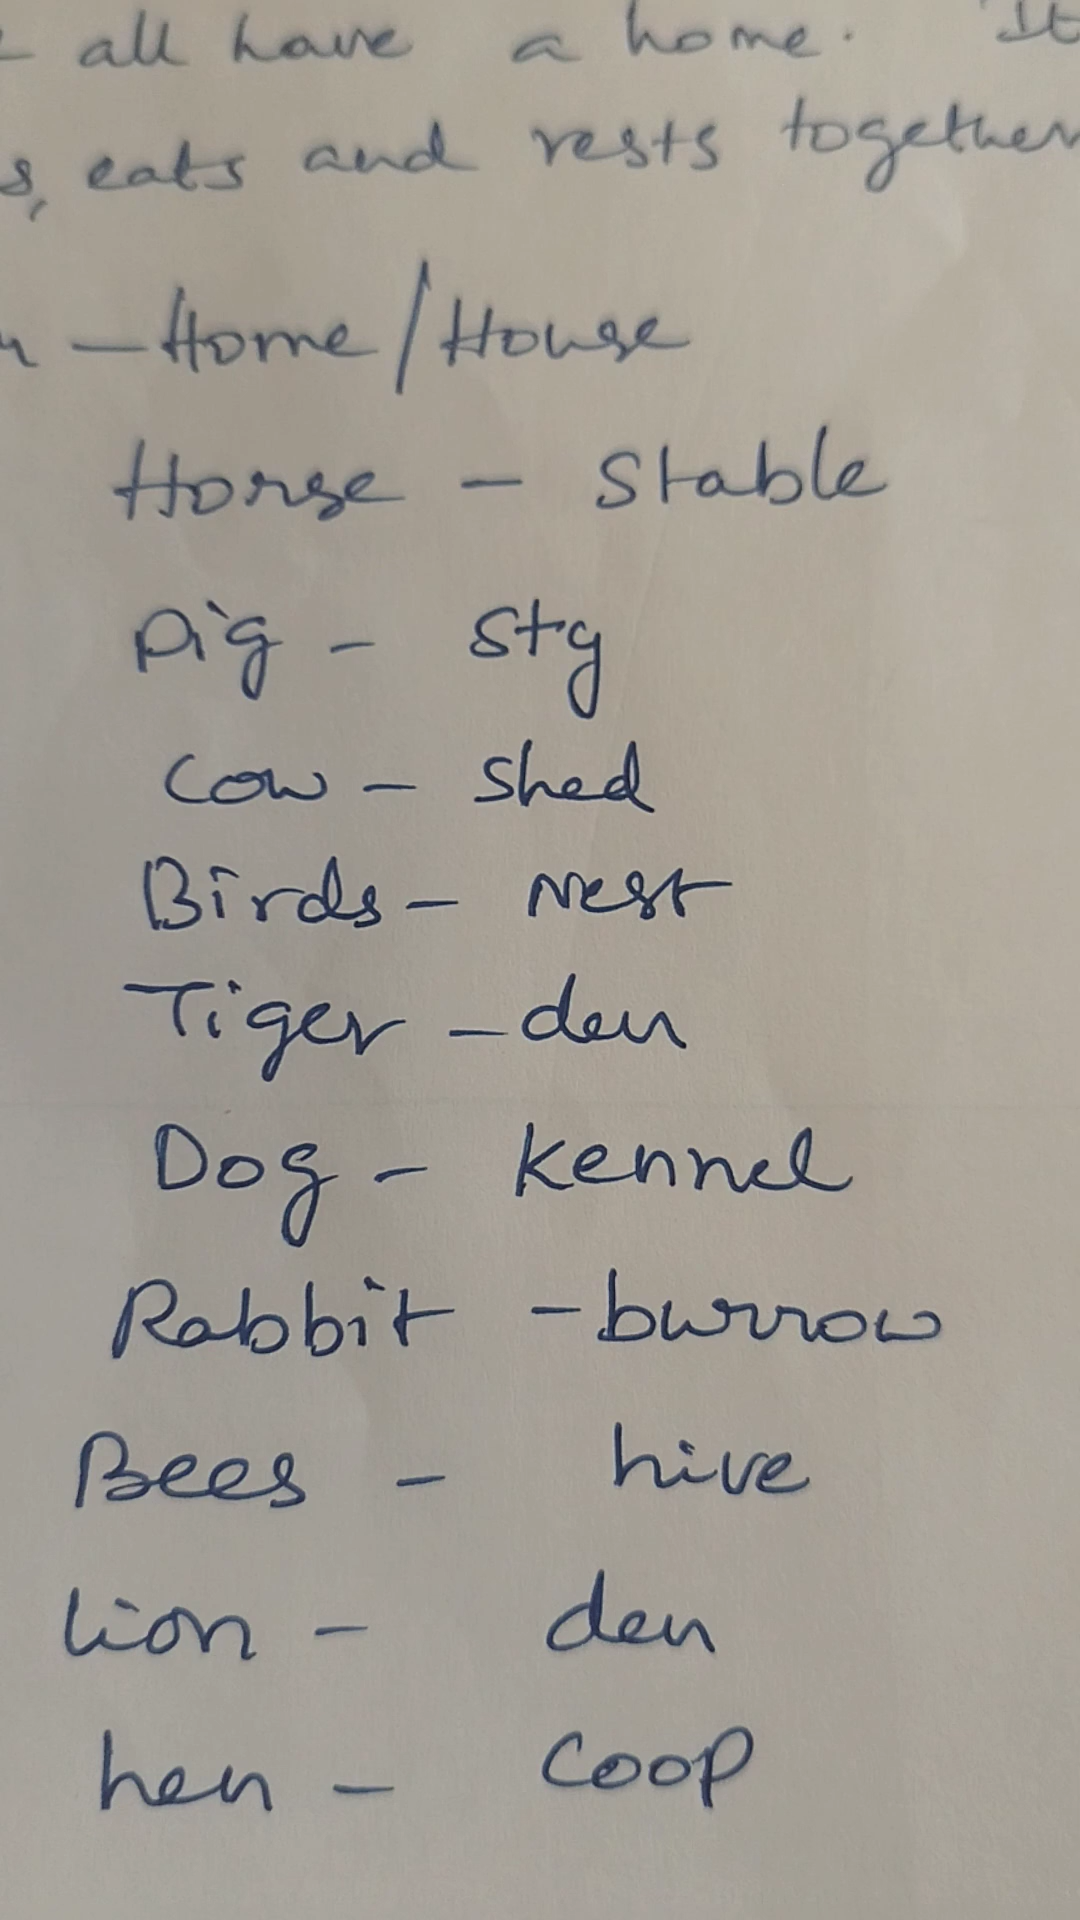 all have a home. It
eats and rests together
– Home/House
Horse – Stable
Pig – Sty
Cow – Shed
Birds – Nest
Tiger – den
Dog – Kennel
Rabbit – burrow
Bees – hive
lion – den
hen – Coop